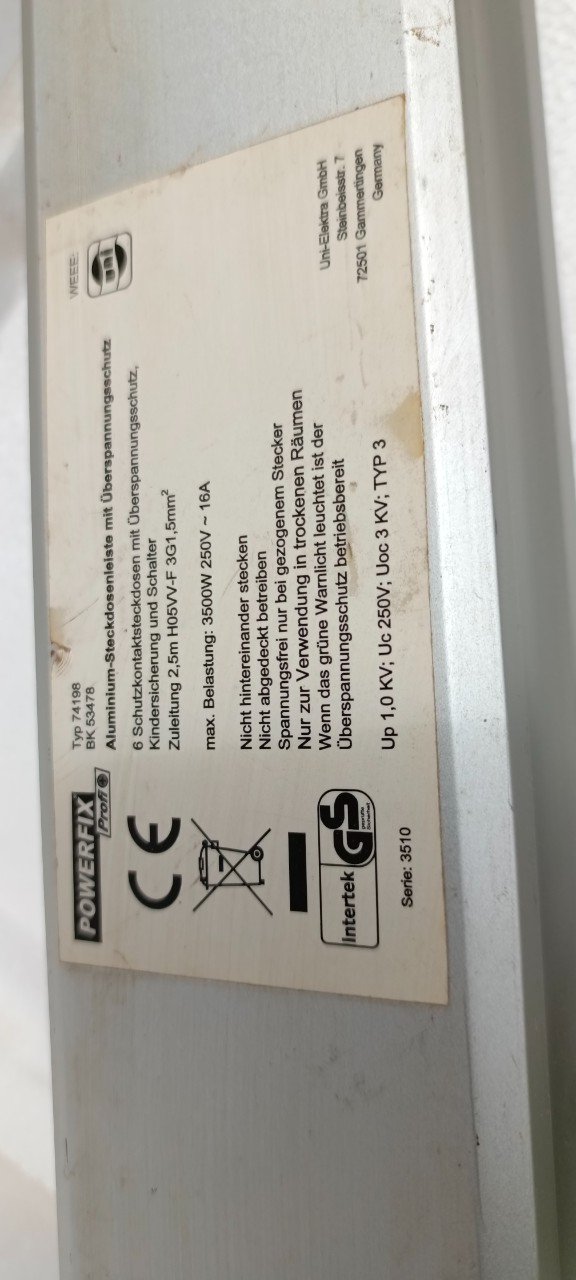 POWERFIX
Profi
Typ 74198
BK 53478
WEEE:
uni
Aluminium-Steckdosenleiste mit Überspannungsschutz
6 Schutzkontaktsteckdosen mit Überspannungsschutz,
Kindersicherung und Schalter
Zuleitung 2,5m H05VV-F 3G1,5mm²
max. Belastung: 3500W 250V ~ 16A
Nicht hintereinander stecken
Nicht abgedeckt betreiben
Spannungsfrei nur bei gezogenem Stecker
Nur zur Verwendung in trockenen Räumen
Wenn das grüne Warnlicht leuchtet ist der
Überspannungsschutz betriebsbereit
Up 1,0 KV; Uc 250V; Uoc 3 KV; TYP 3
Uni-Elektra GmbH
Steinbeisstr. 7
72501 Gammertingen
Germany
CE
Intertek
GS
geprüfte
Sicherheit
Serie: 3510